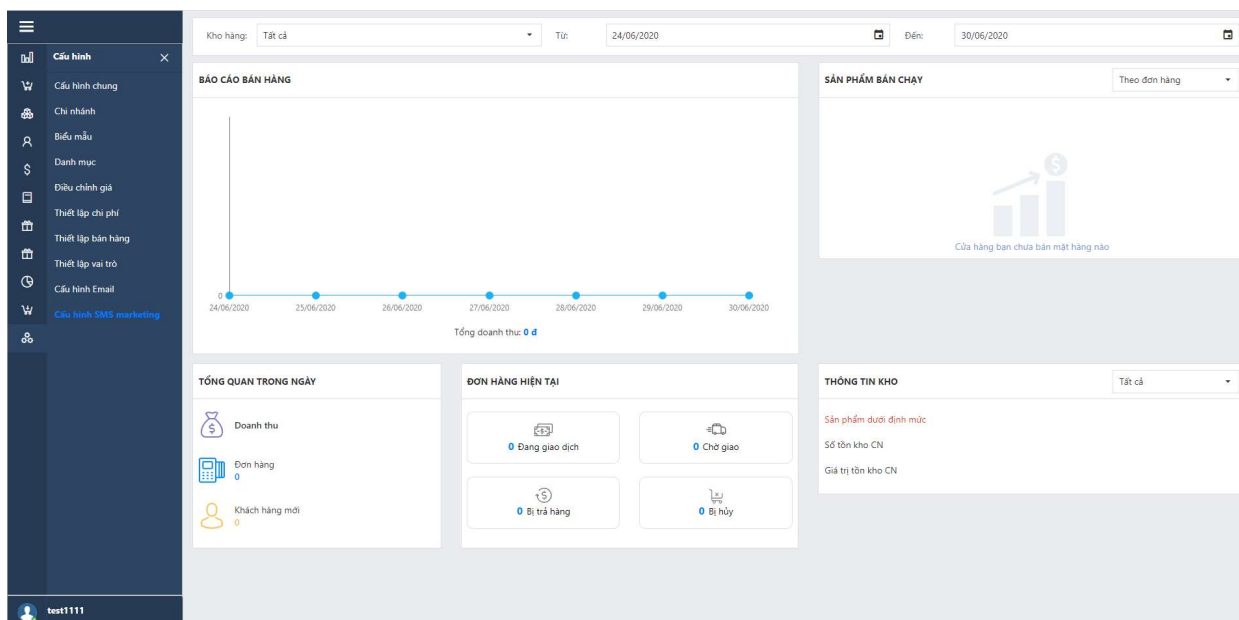 Kho hàng: Tất cả Từ: 24/06/2020 Đến: 30/06/2020
Cấu hình
Cấu hình chung
Chi nhánh
Biểu mẫu
Danh mục
Điều chỉnh giá
Thiết lập chi phí
Thiết lập bán hàng
Thiết lập vai trò
Cấu hình Email
Cấu hình SMS marketing
test1111
BÁO CÁO BÁN HÀNG
0
24/06/2020 25/06/2020 26/06/2020 27/06/2020 28/06/2020 29/06/2020 30/06/2020
Tổng doanh thu: 0 đ
SẢN PHẨM BÁN CHẠY Theo đơn hàng
Cửa hàng bạn chưa bán mặt hàng nào
TỔNG QUAN TRONG NGÀY
Doanh thu
Đơn hàng
0
Khách hàng mới
0
ĐƠN HÀNG HIỆN TẠI
0 Đang giao dịch
0 Chờ giao
0 Bị trả hàng
0 Bị hủy
THÔNG TIN KHO Tất cả
Sản phẩm dưới định mức
Số tồn kho CN
Giá trị tồn kho CN